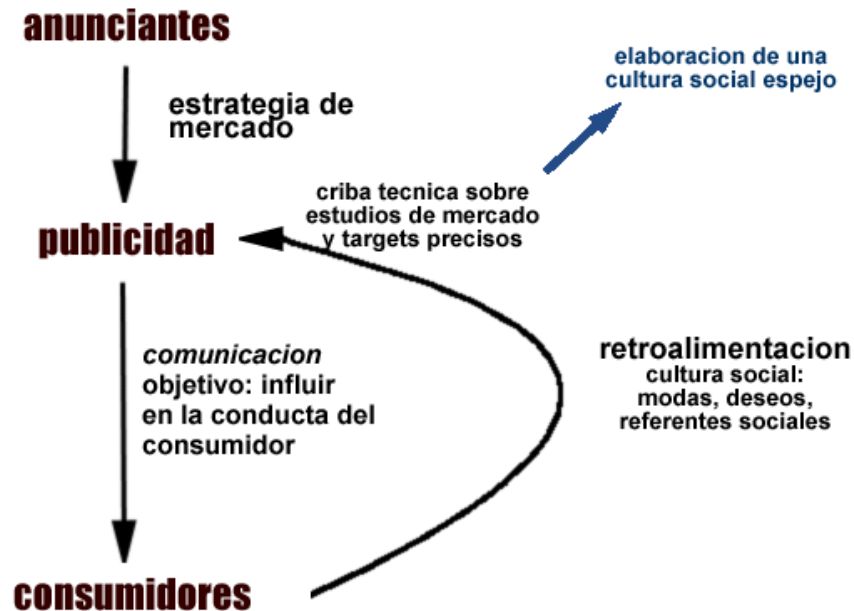 anunciantes
elaboracion de una
cultura social espejo
estrategia de
mercado
criba tecnica sobre
estudios de mercado
y targets precisos
publicidad
comunicacion
objetivo: influir
en la conducta del
consumidor
retroalimentacion
cultura social:
modas, deseos,
referentes sociales
consumidores